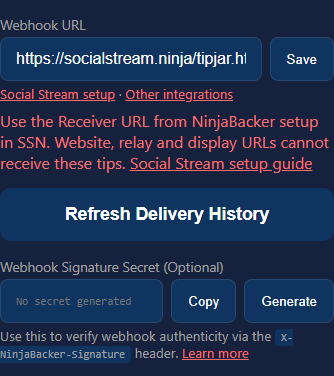 Webhook URL
https://socialstream.ninja/tipjar.ht
Save
Social Stream setup · Other integrations
Use the Receiver URL from NinjaBacker setup
in SSN. Website, relay and display URLs cannot
receive these tips. Social Stream setup guide
Refresh Delivery History
Webhook Signature Secret (Optional)
No secret generated
Copy
Generate
Use this to verify webhook authenticity via the X-
NinjaBacker-Signature header. Learn more